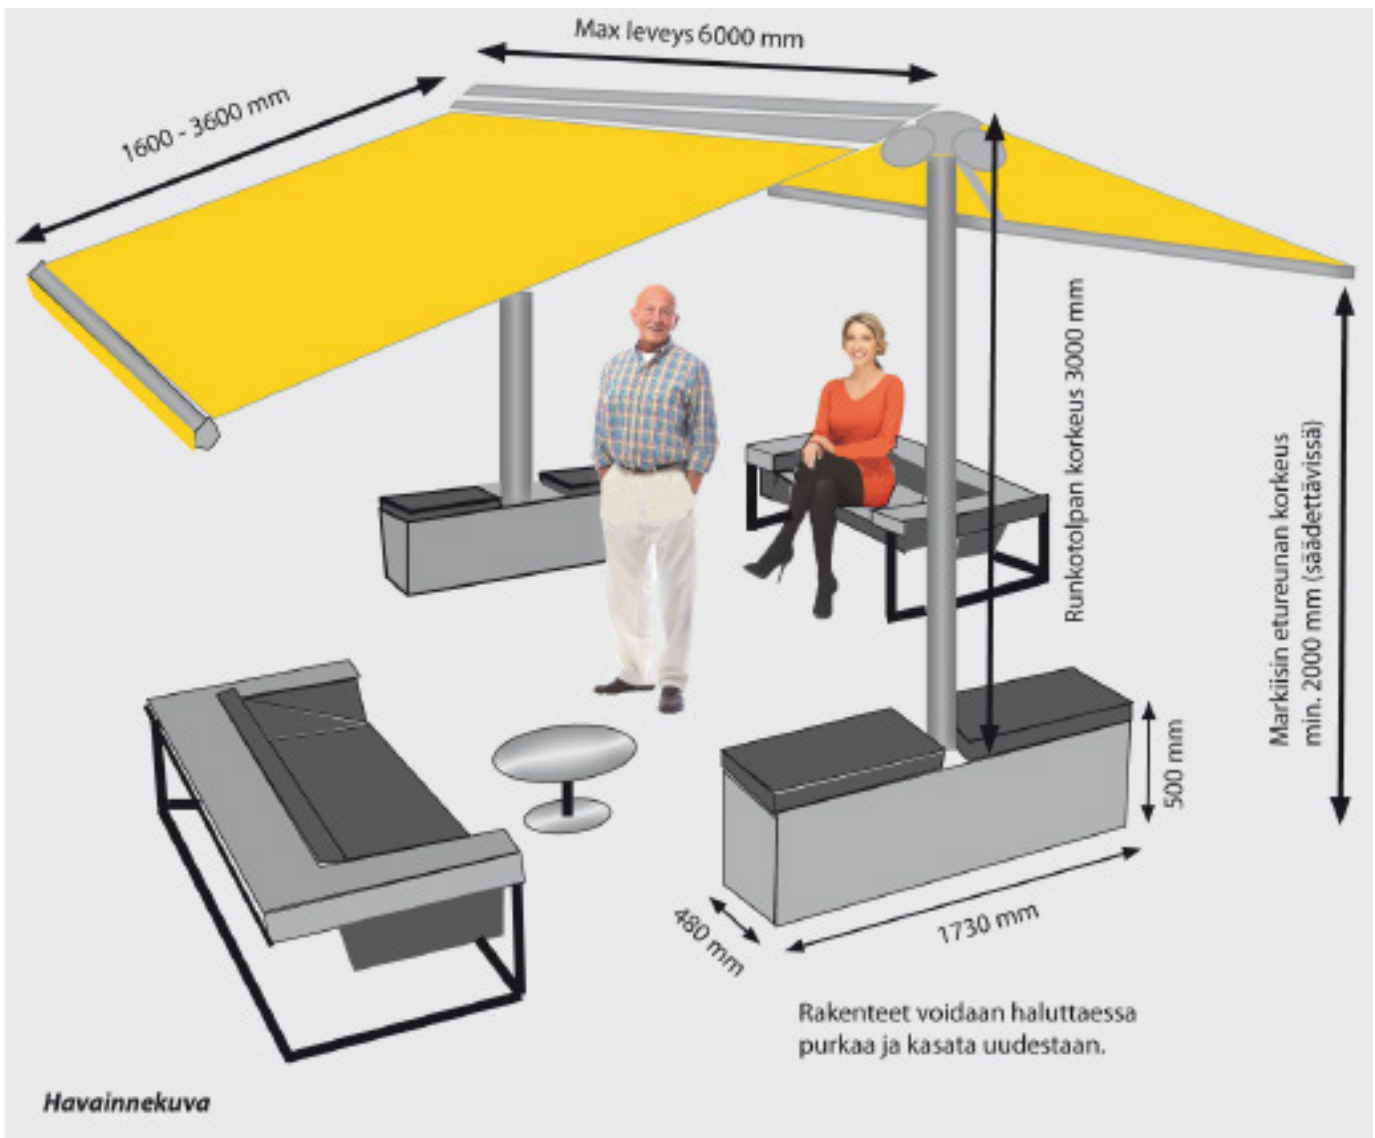 Max leveys 6000 mm
1600 - 3600 mm
Runkotolpan korkeus 3000 mm
Markiisin etureunan korkeus
min. 2000 mm (säädettävissä)
500 mm
480 mm
1730 mm
Rakenteet voidaan haluttaessa
purkaa ja kasata uudestaan.
Havainnekuva